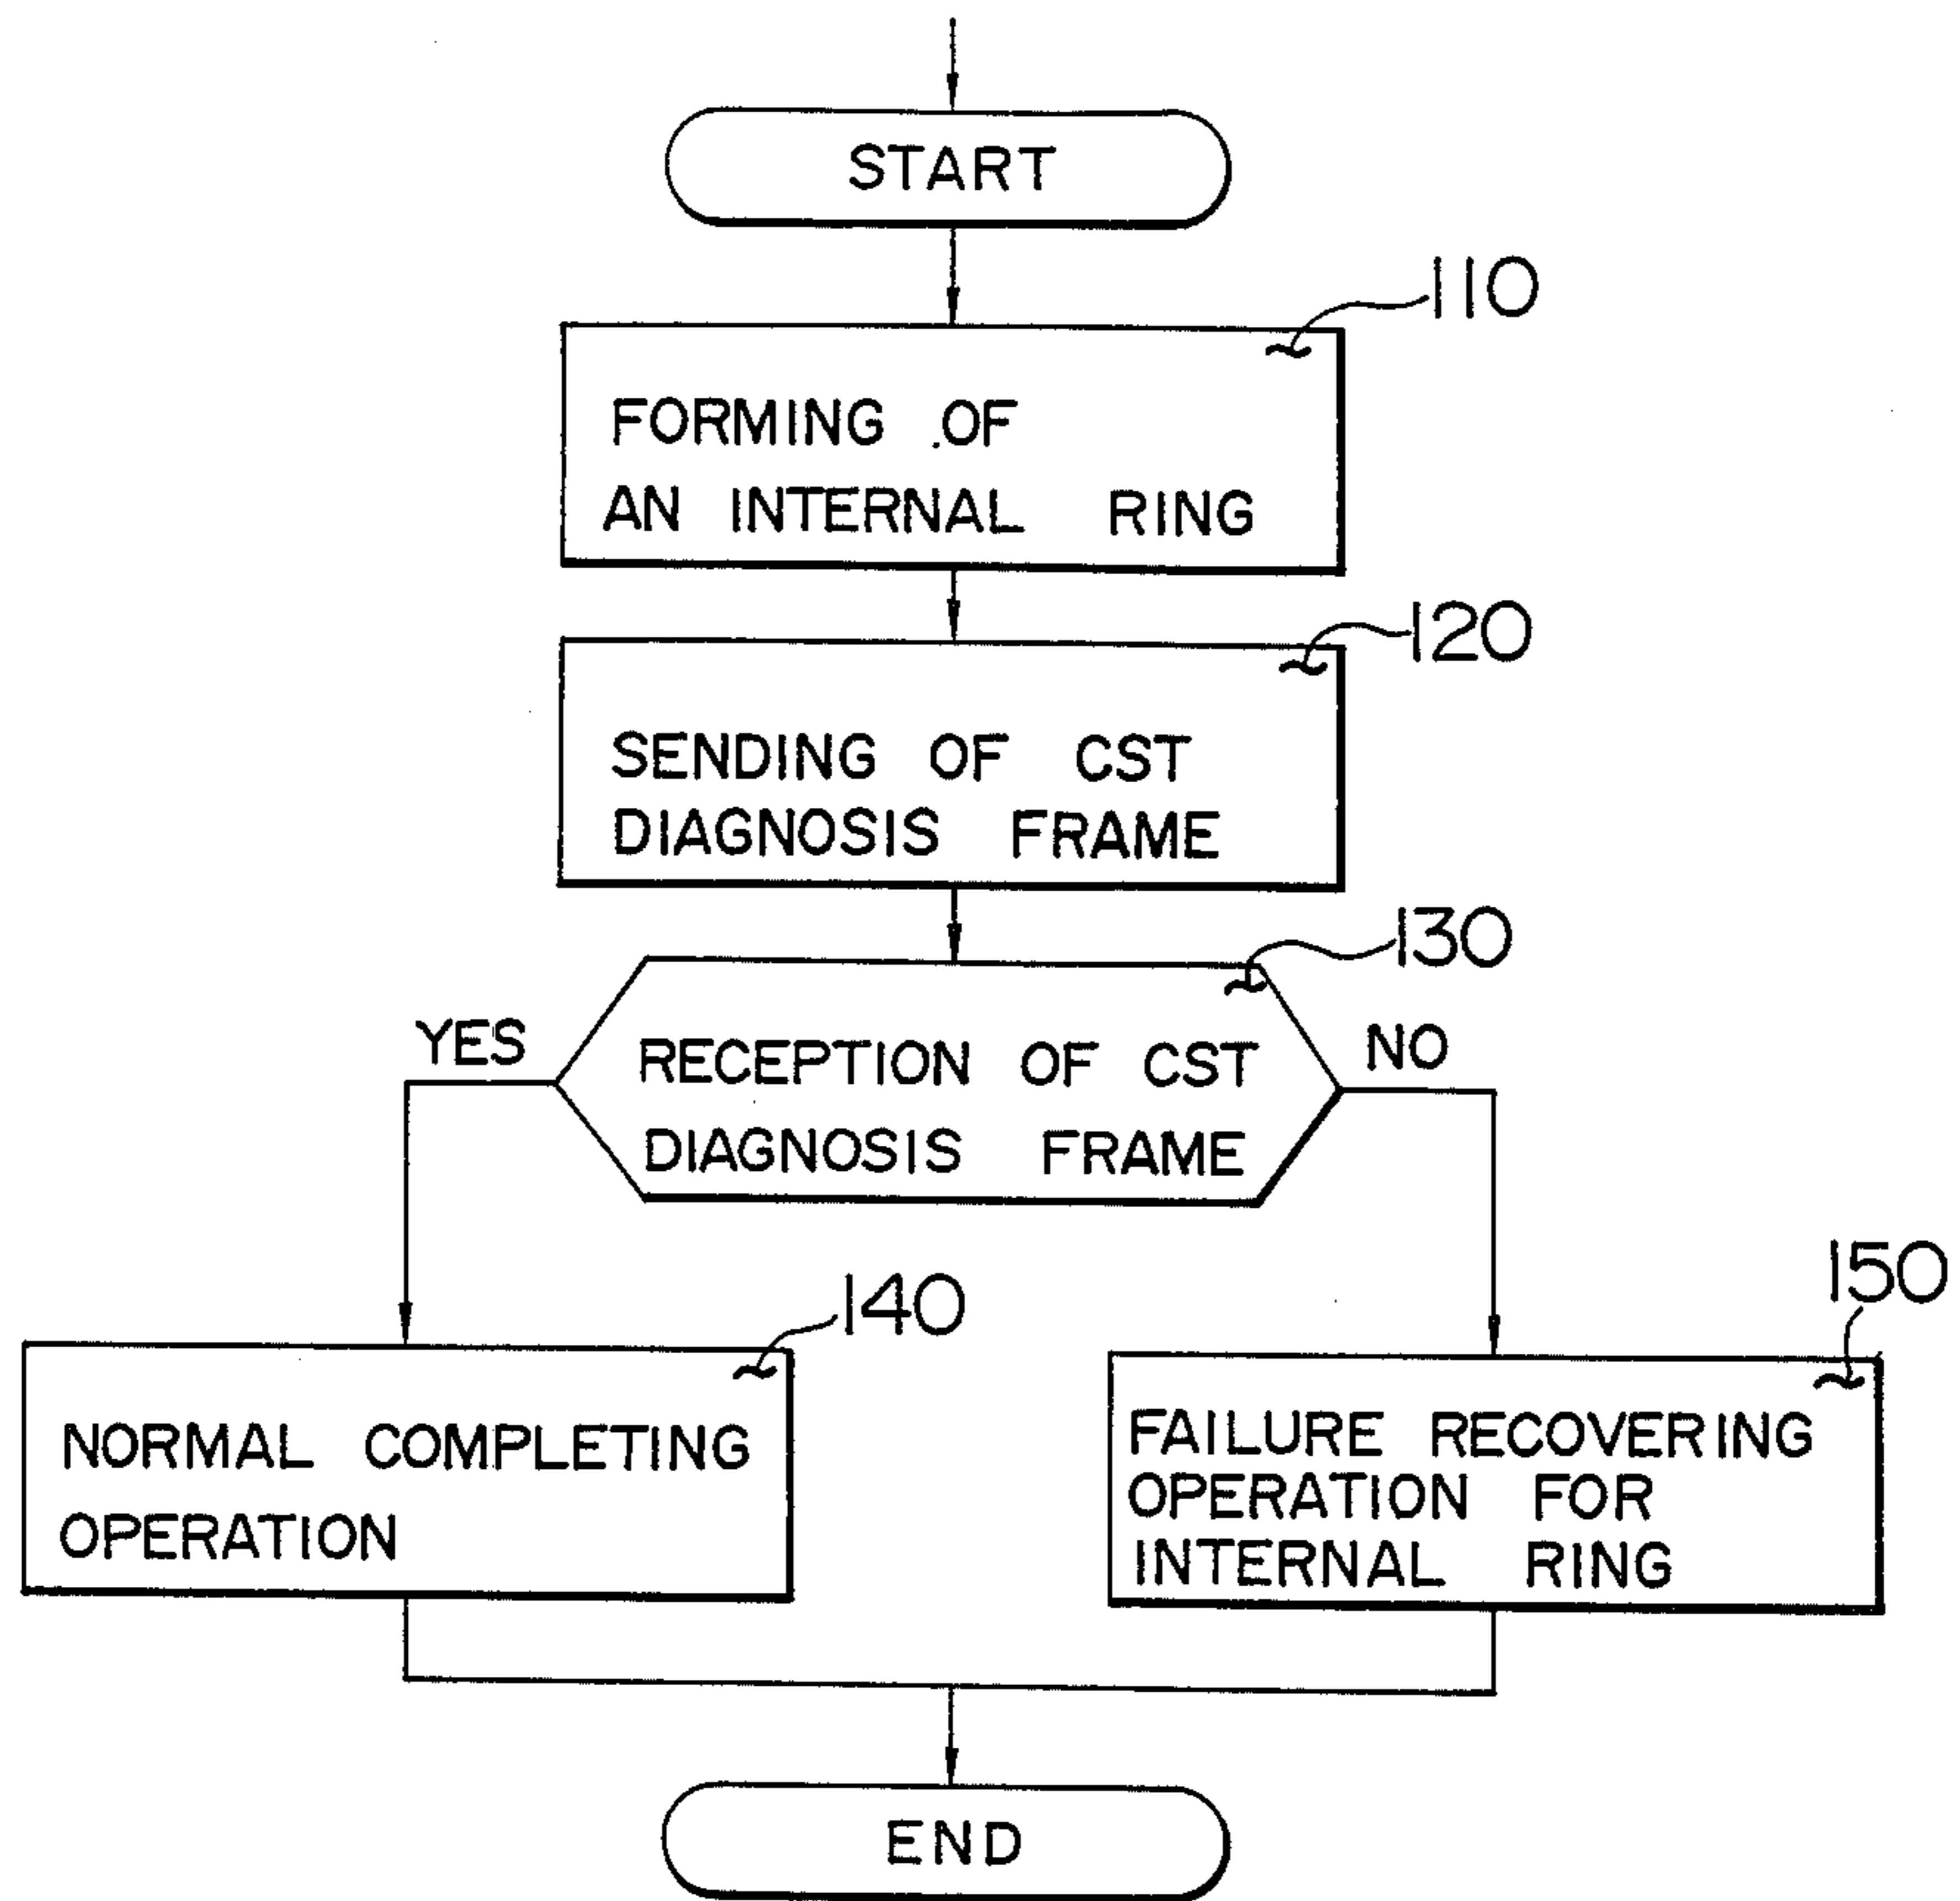 START
110
FORMING OF
AN INTERNAL RING
120
SENDING OF CST
DIAGNOSIS FRAME
130
YES
NO
RECEPTION OF CST
DIAGNOSIS FRAME
140
150
NORMAL COMPLETING
OPERATION
FAILURE RECOVERING
OPERATION FOR
INTERNAL RING
END